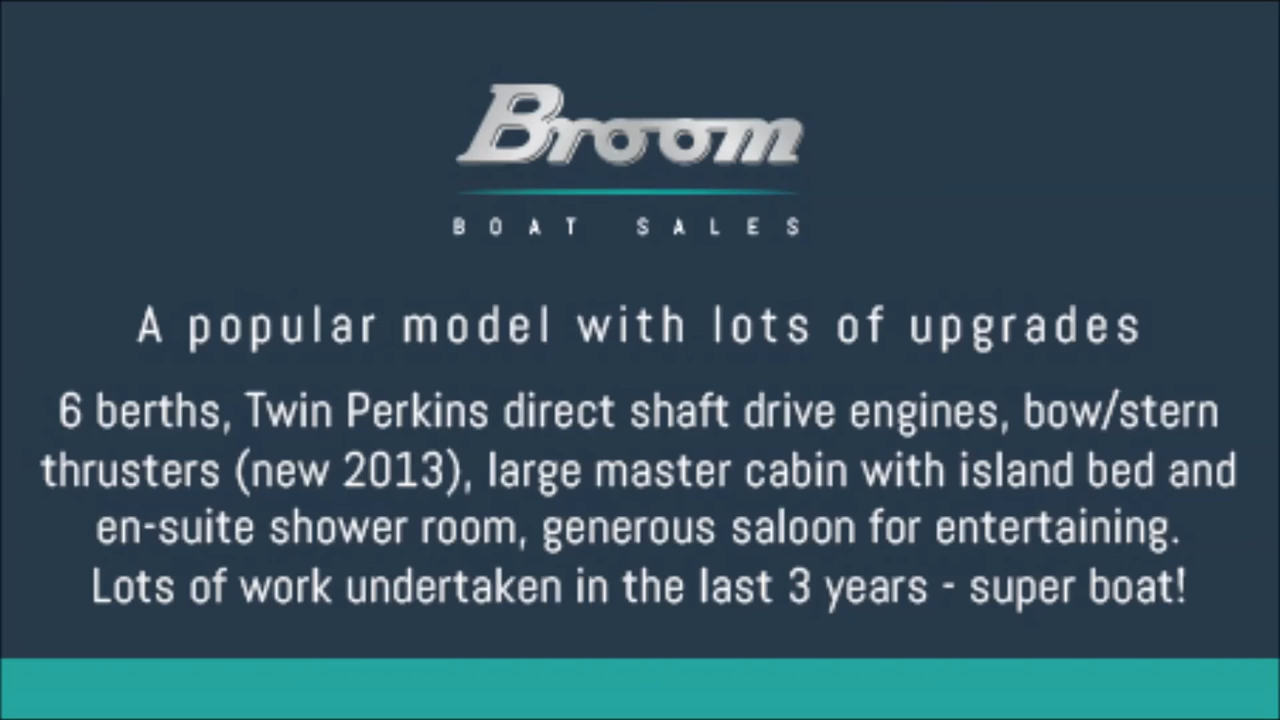 Broom
BOAT SALES
A popular model with lots of upgrades
6 berths, Twin Perkins direct shaft drive engines, bow/stern
thrusters (new 2013), large master cabin with island bed and
en-suite shower room, generous saloon for entertaining.
Lots of work undertaken in the last 3 years - super boat!